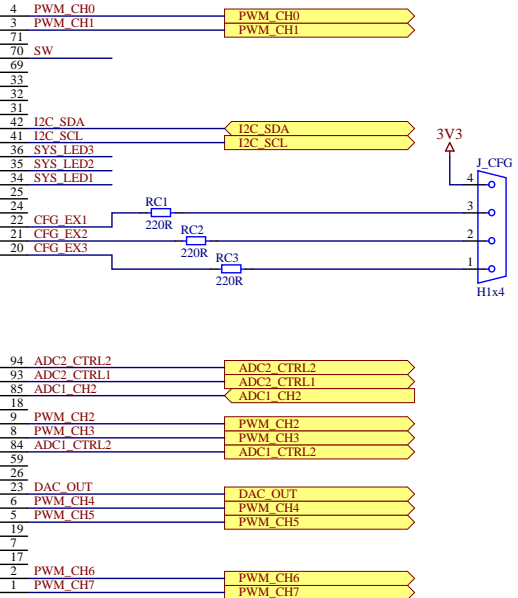 4 PWM_CH0 PWM_CH0
3 PWM_CH1 PWM_CH1
71
70 SW
69
33
32
31
42 I2C_SDA I2C_SDA
41 I2C_SCL I2C_SCL
3V3
36 SYS_LED3
35 SYS_LED2
J_CFG
34 SYS_LED1
4
25
24
RC1
3
22 CFG_EX1
220R
21 CFG_EX2
RC2
2
20 CFG_EX3
220R
RC3
1
220R
H1x4
94 ADC2_CTRL2 ADC2_CTRL2
93 ADC2_CTRL1 ADC2_CTRL1
85 ADC1_CH2 ADC1_CH2
18
9 PWM_CH2 PWM_CH2
8 PWM_CH3 PWM_CH3
84 ADC1_CTRL2 ADC1_CTRL2
59
26
23 DAC_OUT DAC_OUT
6 PWM_CH4 PWM_CH4
5 PWM_CH5 PWM_CH5
19
7
17
2 PWM_CH6 PWM_CH6
1 PWM_CH7 PWM_CH7